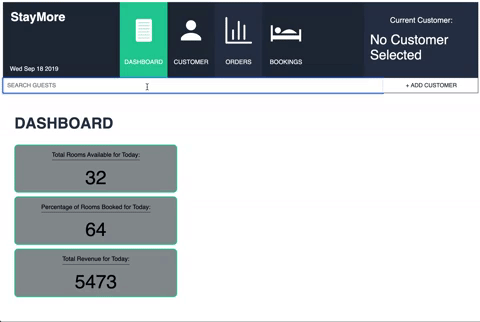 StayMore
Wed Sep 18 2019
DASHBOARD
CUSTOMER
ORDERS
BOOKINGS
Current Customer:
No Customer
Selected
SEARCH GUESTS
+ ADD CUSTOMER
DASHBOARD
Total Rooms Available for Today:
32
Percentage of Rooms Booked for Today:
64
Total Revenue for Today:
5473